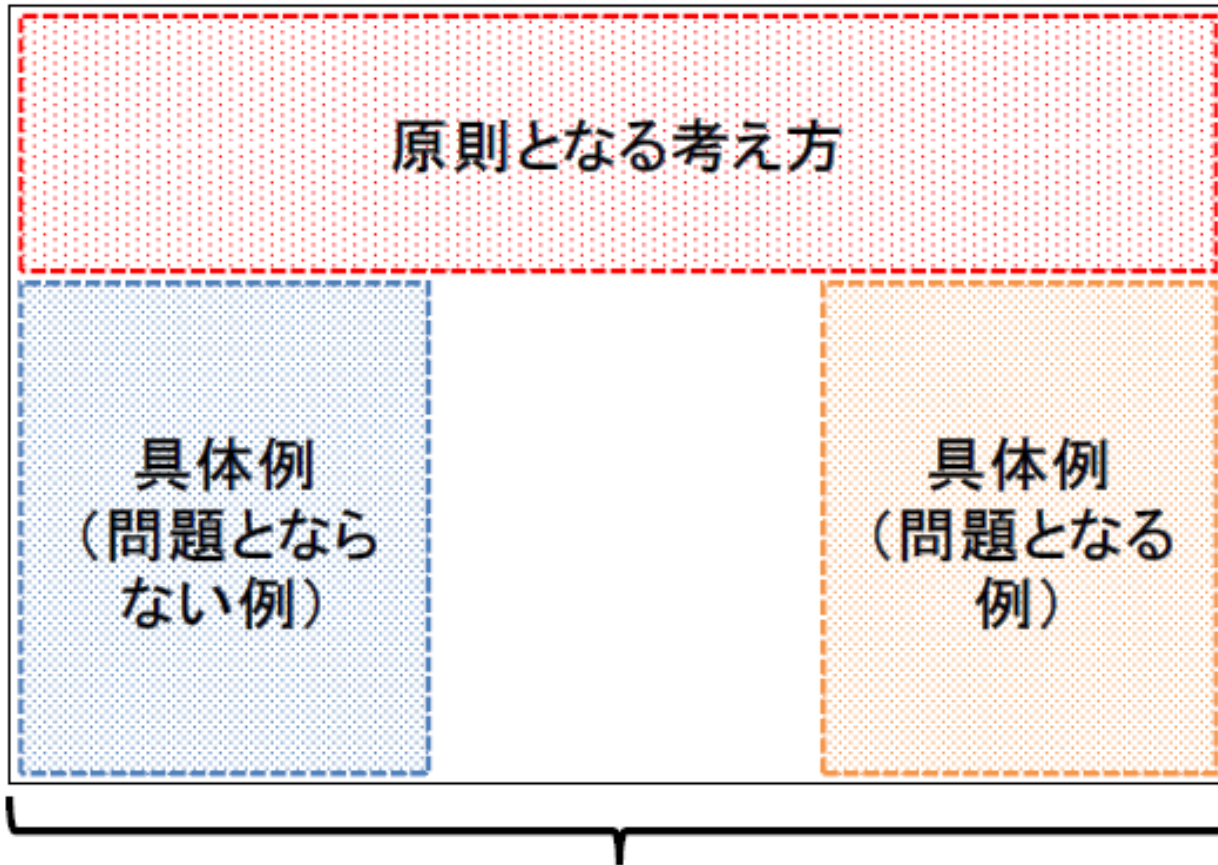 原則となる考え方
具体例
（問題となら
ない例）
具体例
（問題となる
例）